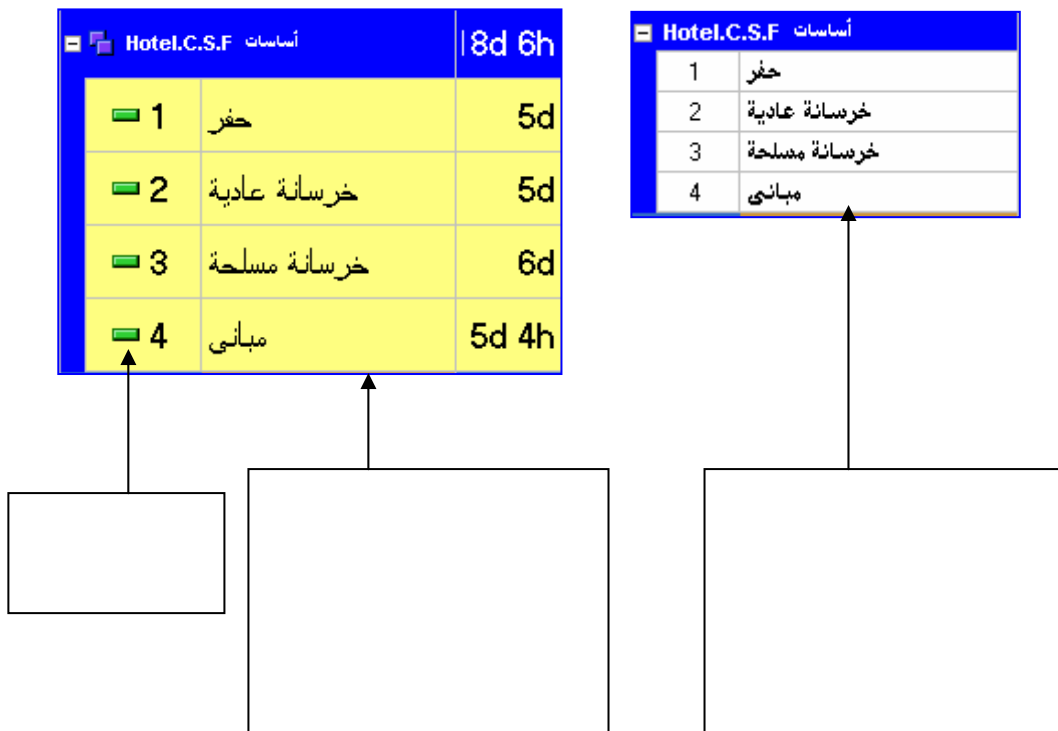 Hotel.C.S.F أساسات 18d 6h
1 حفر 5d
2 خرسانة عادية 5d
3 خرسانة مسلحة 6d
4 مبانى 5d 4h
Hotel.C.S.F أساسات
1 حفر
2 خرسانة عادية
3 خرسانة مسلحة
4 مبانى